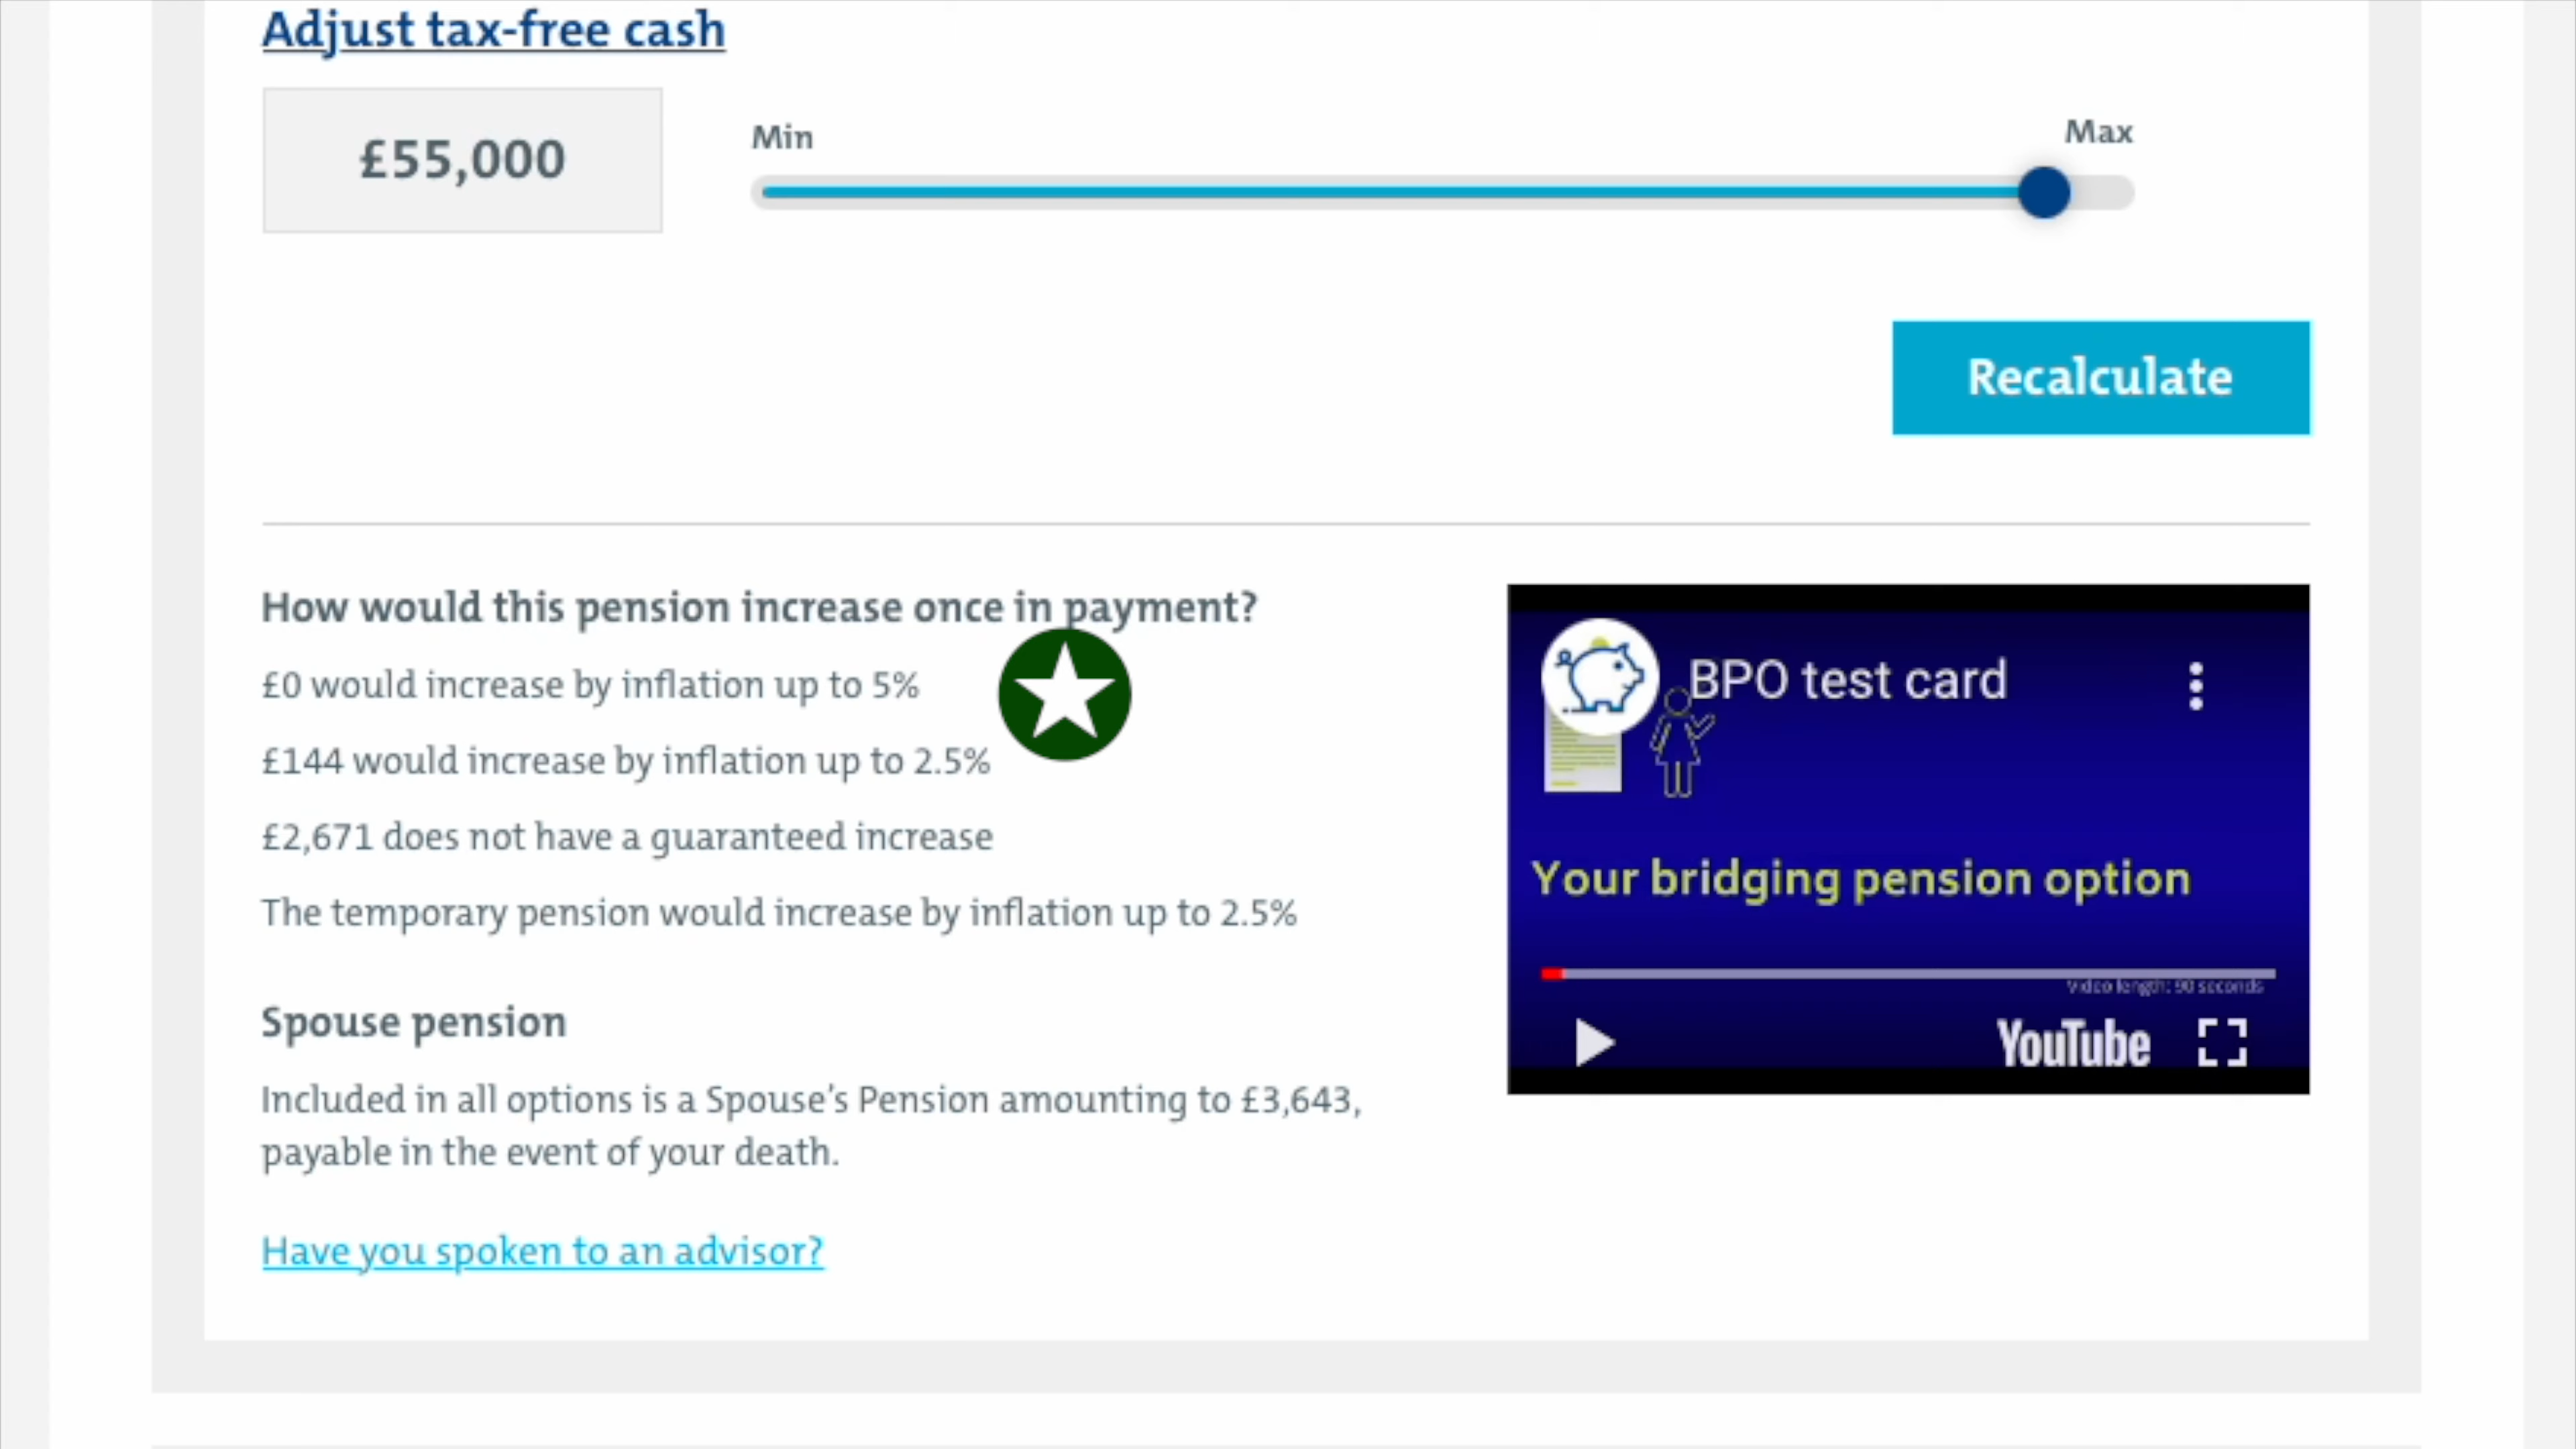 Adjust tax-free cash
£55,000
Min
Max
Recalculate
How would this pension increase once in payment?
£0 would increase by inflation up to 5%
£144 would increase by inflation up to 2.5%
£2,671 does not have a guaranteed increase
The temporary pension would increase by inflation up to 2.5%
Spouse pension
Included in all options is a Spouse's Pension amounting to £3,643,
payable in the event of your death.
Have you spoken to an advisor?
BPO test card
Your bridging pension option
Video length: 90 seconds
YouTube